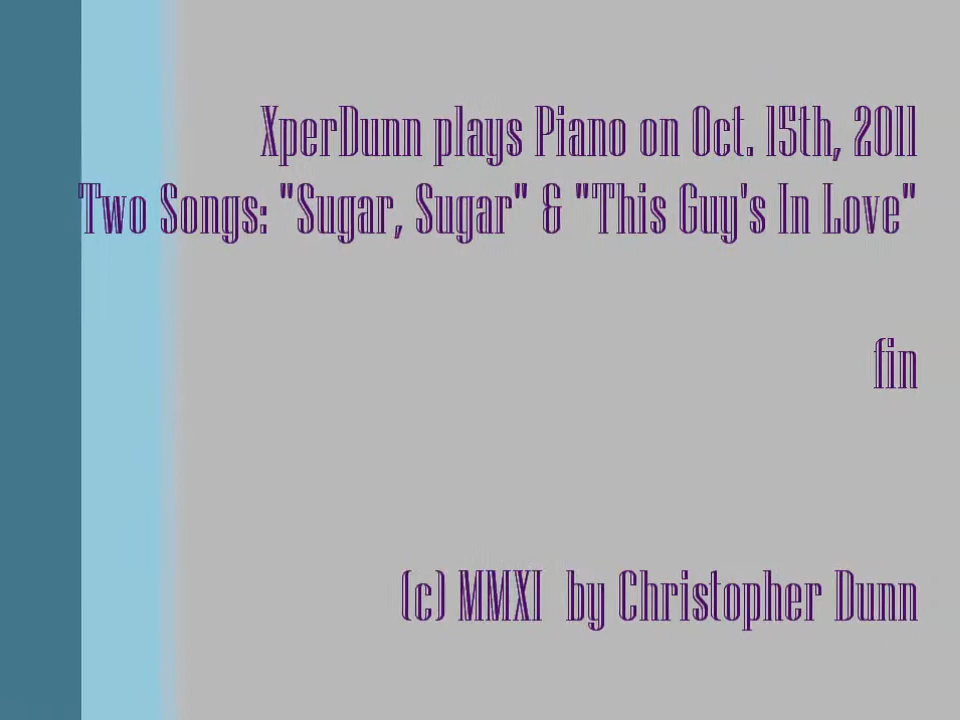 XperDunn plays Piano on Oct. 15th, 2011
Two Songs: "Sugar, Sugar" & "This Guy's In Love"
fin
(c) MMXI by Christopher Dunn